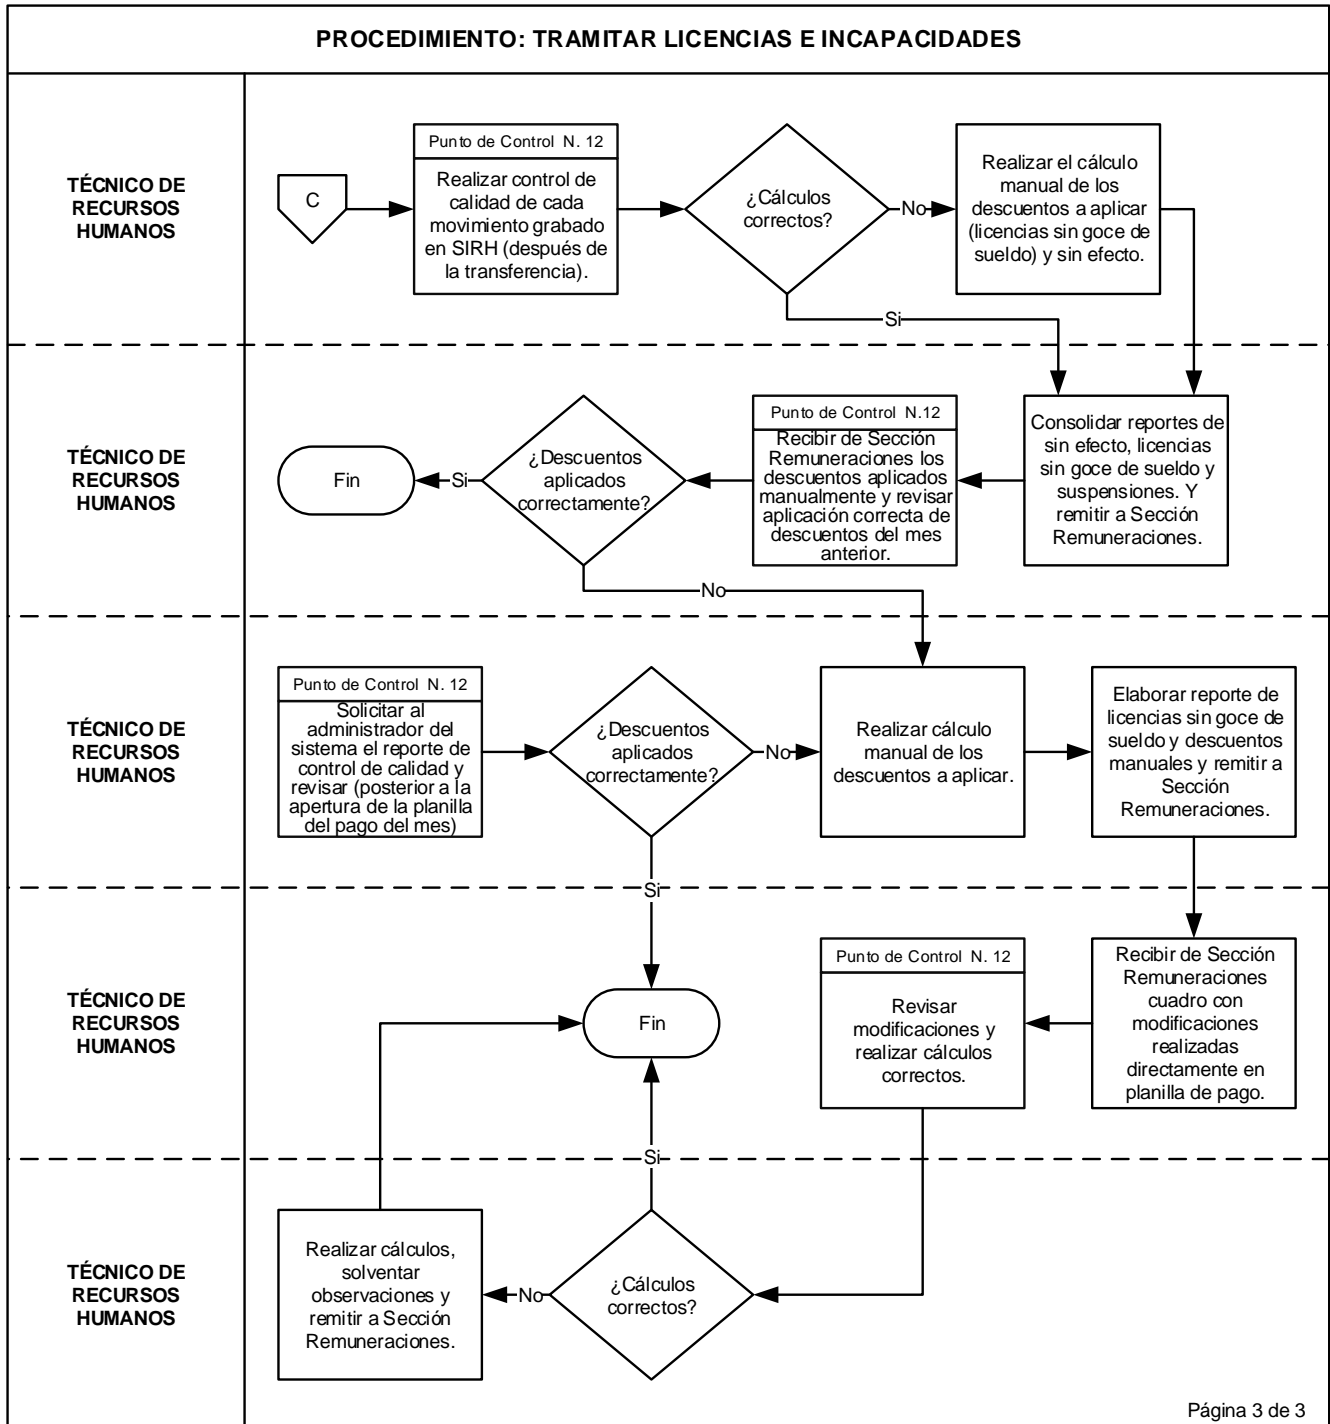 PROCEDIMIENTO: TRAMITAR LICENCIAS E INCAPACIDADES
TÉCNICO DE
RECURSOS
HUMANOS
C
Punto de Control N. 12
Realizar control de
calidad de cada
movimiento grabado
en SIRH (después de
la transferencia).
¿Cálculos
correctos?
No
Realizar el cálculo
manual de los
descuentos a aplicar
(licencias sin goce de
sueldo) y sin efecto.
Si
TÉCNICO DE
RECURSOS
HUMANOS
Fin
Si
¿Descuentos
aplicados
correctamente?
Punto de Control N.12
Recibir de Sección
Remuneraciones los
descuentos aplicados
manualmente y revisar
aplicación correcta de
descuentos del mes
anterior.
Consolidar reportes de
sin efecto, licencias
sin goce de sueldo y
suspensiones. Y
remitir a Sección
Remuneraciones.
No
TÉCNICO DE
RECURSOS
HUMANOS
Punto de Control N. 12
Solicitar al
administrador del
sistema el reporte de
control de calidad y
revisar (posterior a la
apertura de la planilla
del pago del mes)
¿Descuentos
aplicados
correctamente?
No
Realizar cálculo
manual de los
descuentos a aplicar.
Elaborar reporte de
licencias sin goce de
sueldo y descuentos
manuales y remitir a
Sección
Remuneraciones.
Si
TÉCNICO DE
RECURSOS
HUMANOS
Fin
Punto de Control N. 12
Revisar
modificaciones y
realizar cálculos
correctos.
Recibir de Sección
Remuneraciones
cuadro con
modificaciones
realizadas
directamente en
planilla de pago.
Si
TÉCNICO DE
RECURSOS
HUMANOS
Realizar cálculos,
solventar
observaciones y
remitir a Sección
Remuneraciones.
No
¿Cálculos
correctos?
Página 3 de 3